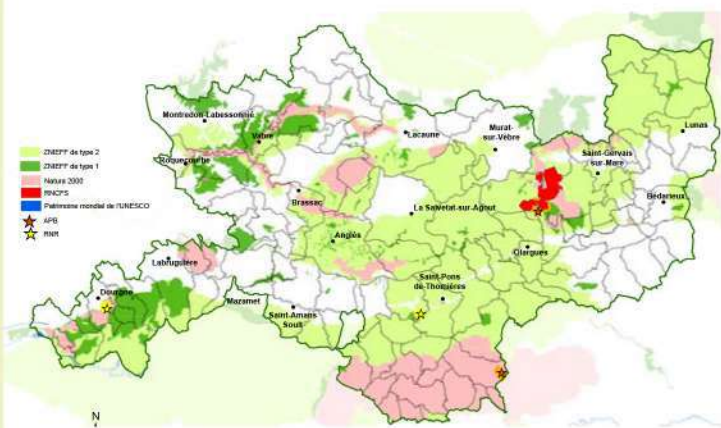 ZNIEFF de type 2
ZNIEFF de type 1
Natura 2000
RNCFS
Patrimoine mondial de l'UNESCO
APB
RNR
Montredon-Labessonnié
Vabre
Roquecourbe
Lacaune
Murat-
sur-Vèbre
Lunas
Saint-Gervais
sur-Mare
Bédarieux
Brassac
La Salvetat-sur-Agout
Anglès
Olargues
Labruguière
Saint-Pons
de-Thomières
Dourgne
Mazamet
Saint-Amans
Soult
N